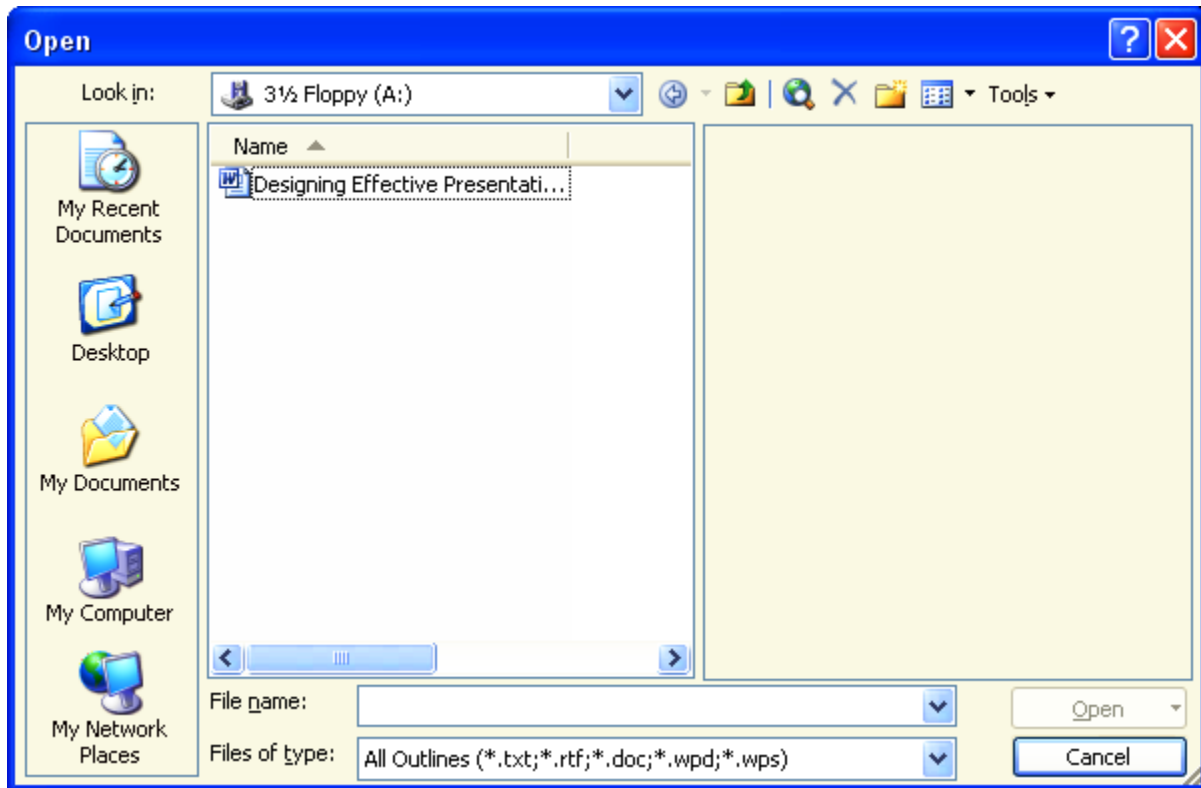 Open
Look in:
3½ Floppy (A:)
Tools
My Recent
Documents
Desktop
My Documents
My Computer
My Network
Places
Name
Designing Effective Presentati...
File name:
Open
Files of type:
All Outlines (*.txt;*.rtf;*.doc;*.wpd;*.wps)
Cancel